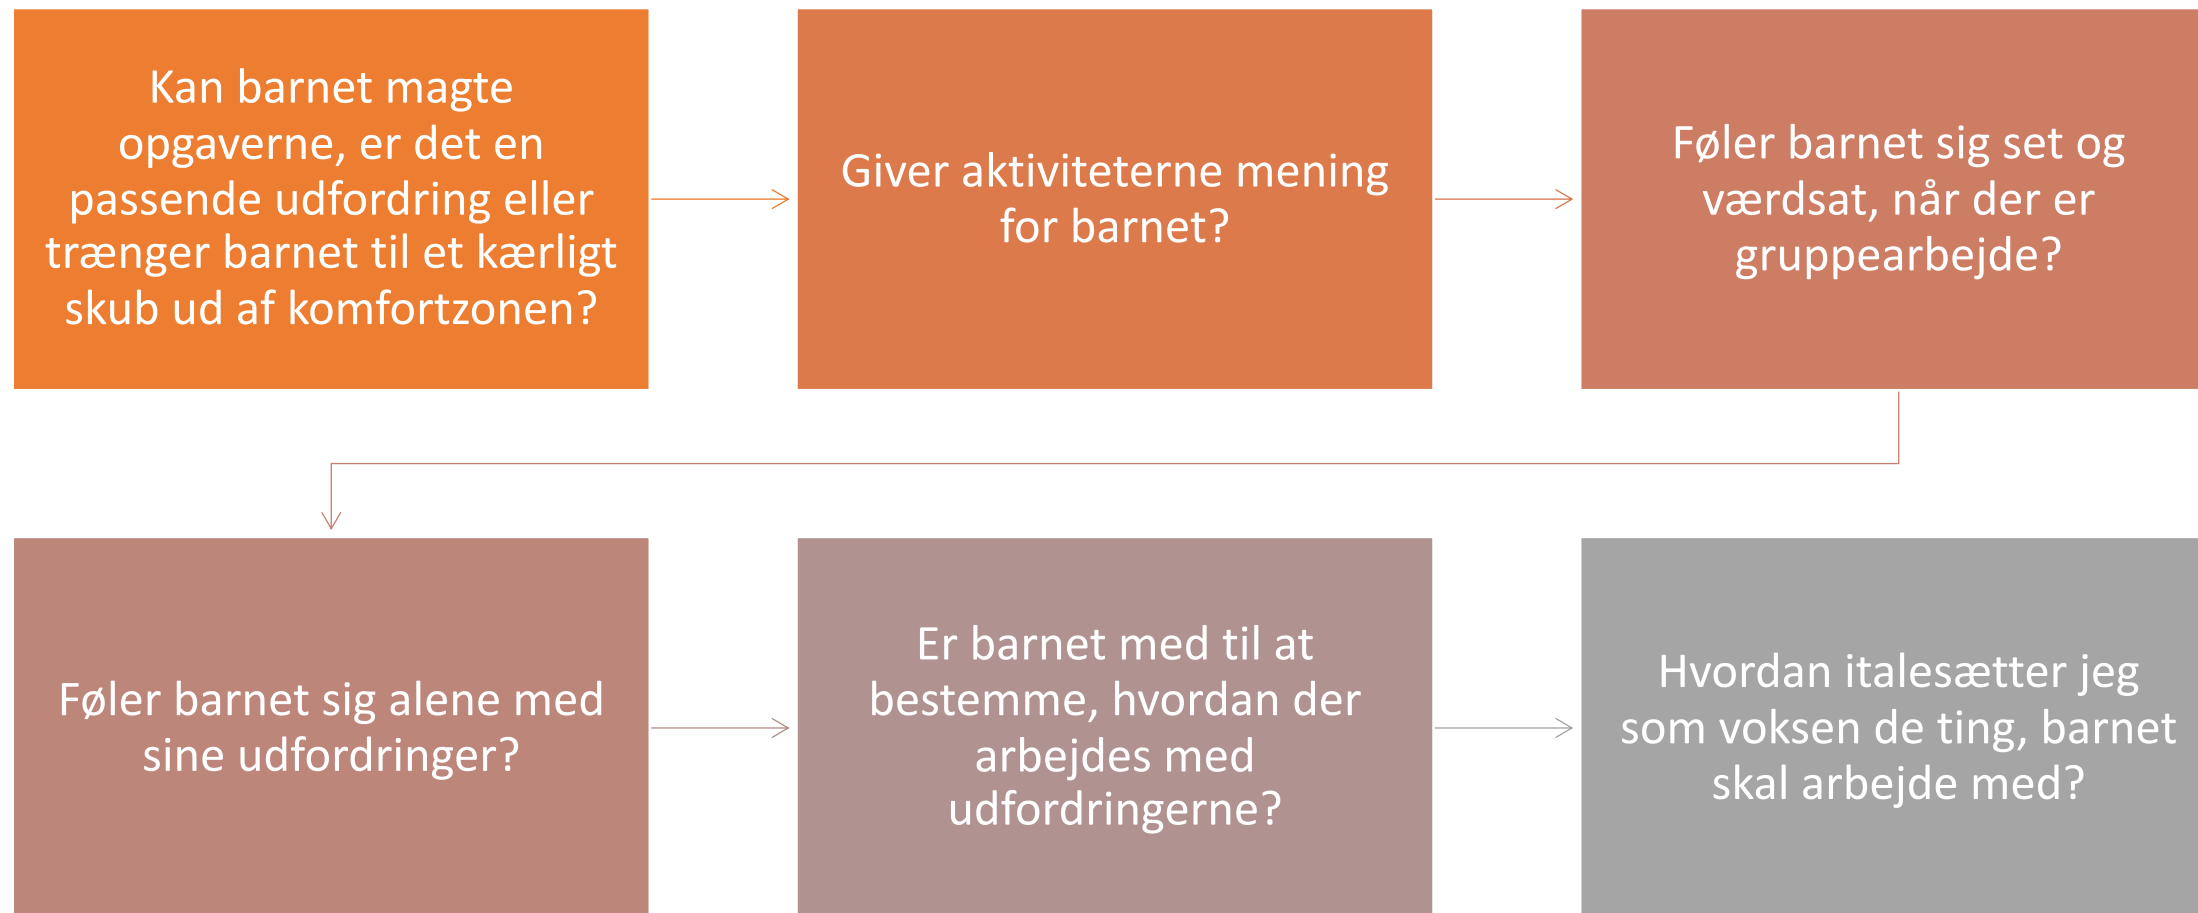 Kan barnet magte
opgaverne, er det en
passende udfordring eller
trænger barnet til et kærligt
skub ud af komfortzonen?
Giver aktiviteterne mening
for barnet?
Føler barnet sig set og
værdsat, når der er
gruppearbejde?
Føler barnet sig alene med
sine udfordringer?
Er barnet med til at
bestemme, hvordan der
arbejdes med
udfordringerne?
Hvordan italesætter jeg
som voksen de ting, barnet
skal arbejde med?